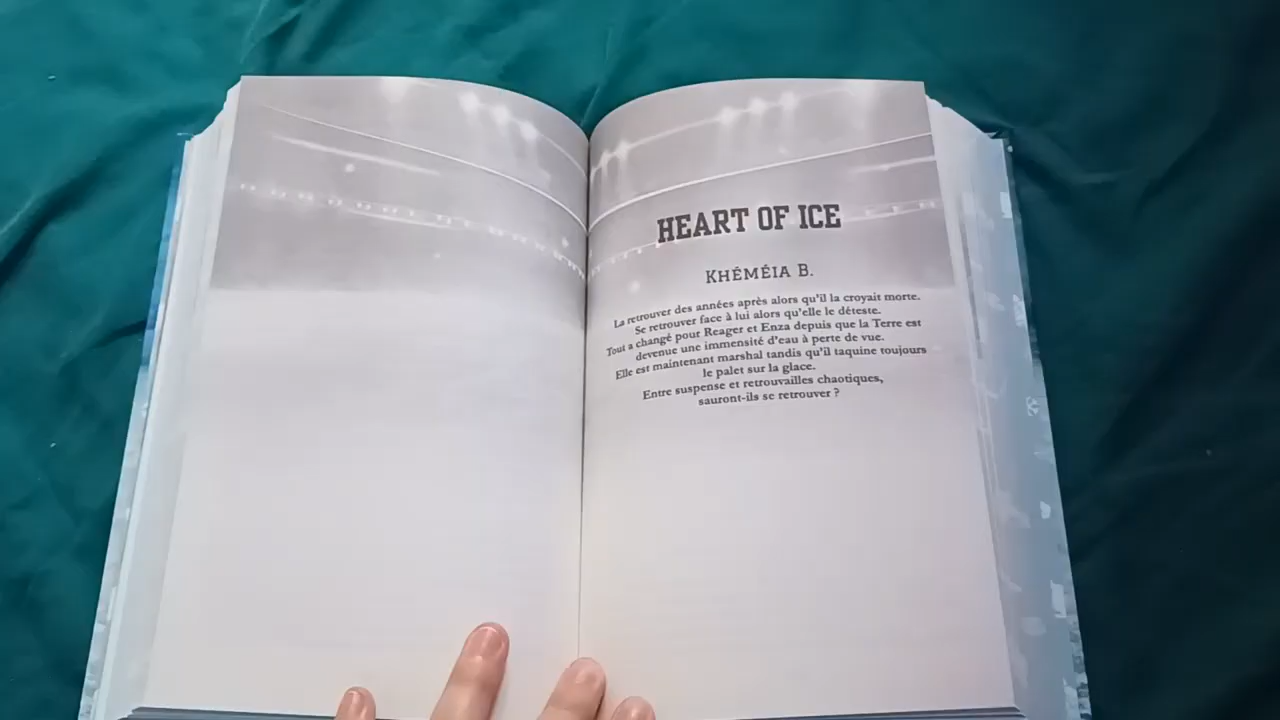 HEART OF ICE
KHÊMÉIA B.
La retrouver des années après alors qu'il la croyait morte.
Se retrouver face à lui alors qu'elle le déteste.
Tout a changé pour Reager et Enza depuis que la Terre est
devenue une immensité d'eau à perte de vue.
Elle est maintenant marshal tandis qu'il taquine toujours
le palet sur la glace.
Entre suspense et retrouvailles chaotiques,
sauront-ils se retrouver ?